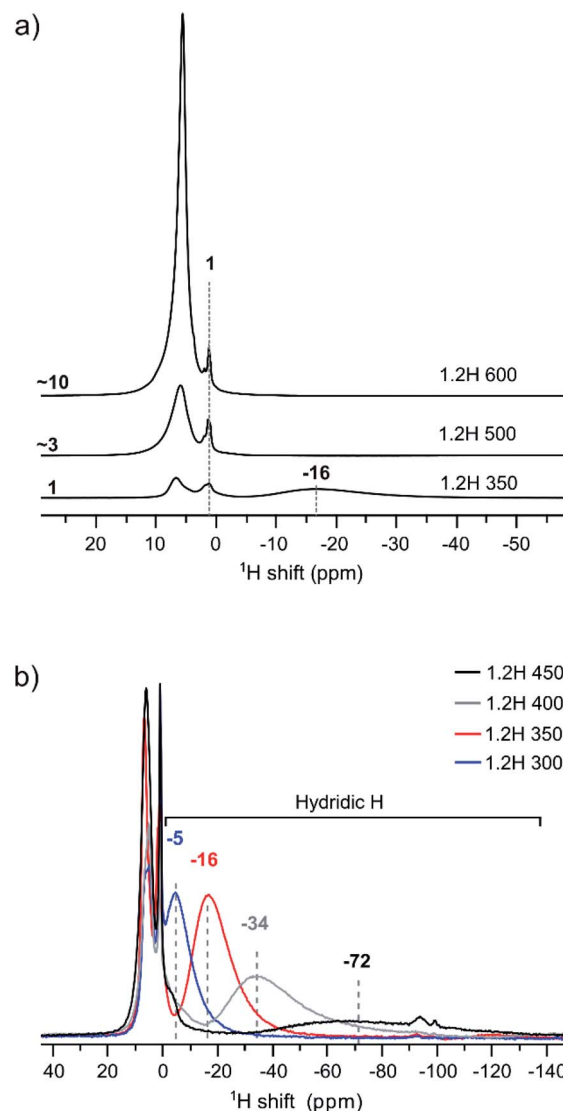 a)
1
~10
1.2H 600
~3
1.2H 500
1
-16
1.2H 350
20 10 0 -10 -20 -30 -40 -50
¹H shift (ppm)
b)
1.2H 450
1.2H 400
1.2H 350
1.2H 300
Hydridic H
-5
-16
-34
-72
40 20 0 -20 -40 -60 -80 -100 -120 -140
¹H shift (ppm)